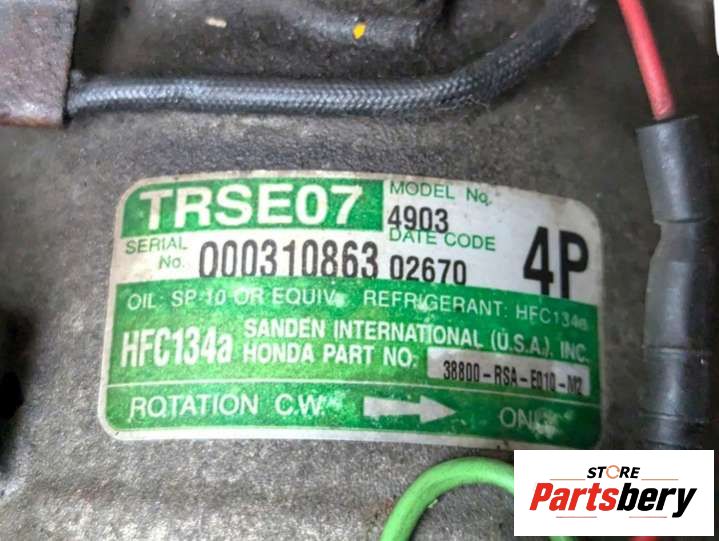 TRSE07
MODEL No.
4903
SERIAL No. 000310863
DATE CODE
02670
4P
OIL: SP-10 OR EQUIV. REFRIGERANT: HFC134a
HFC134a
SANDEN INTERNATIONAL (U.S.A.), INC.
HONDA PART NO: 38800-RSA-E010-M2
ROTATION C.W. ONLY
STORE
Partsbery